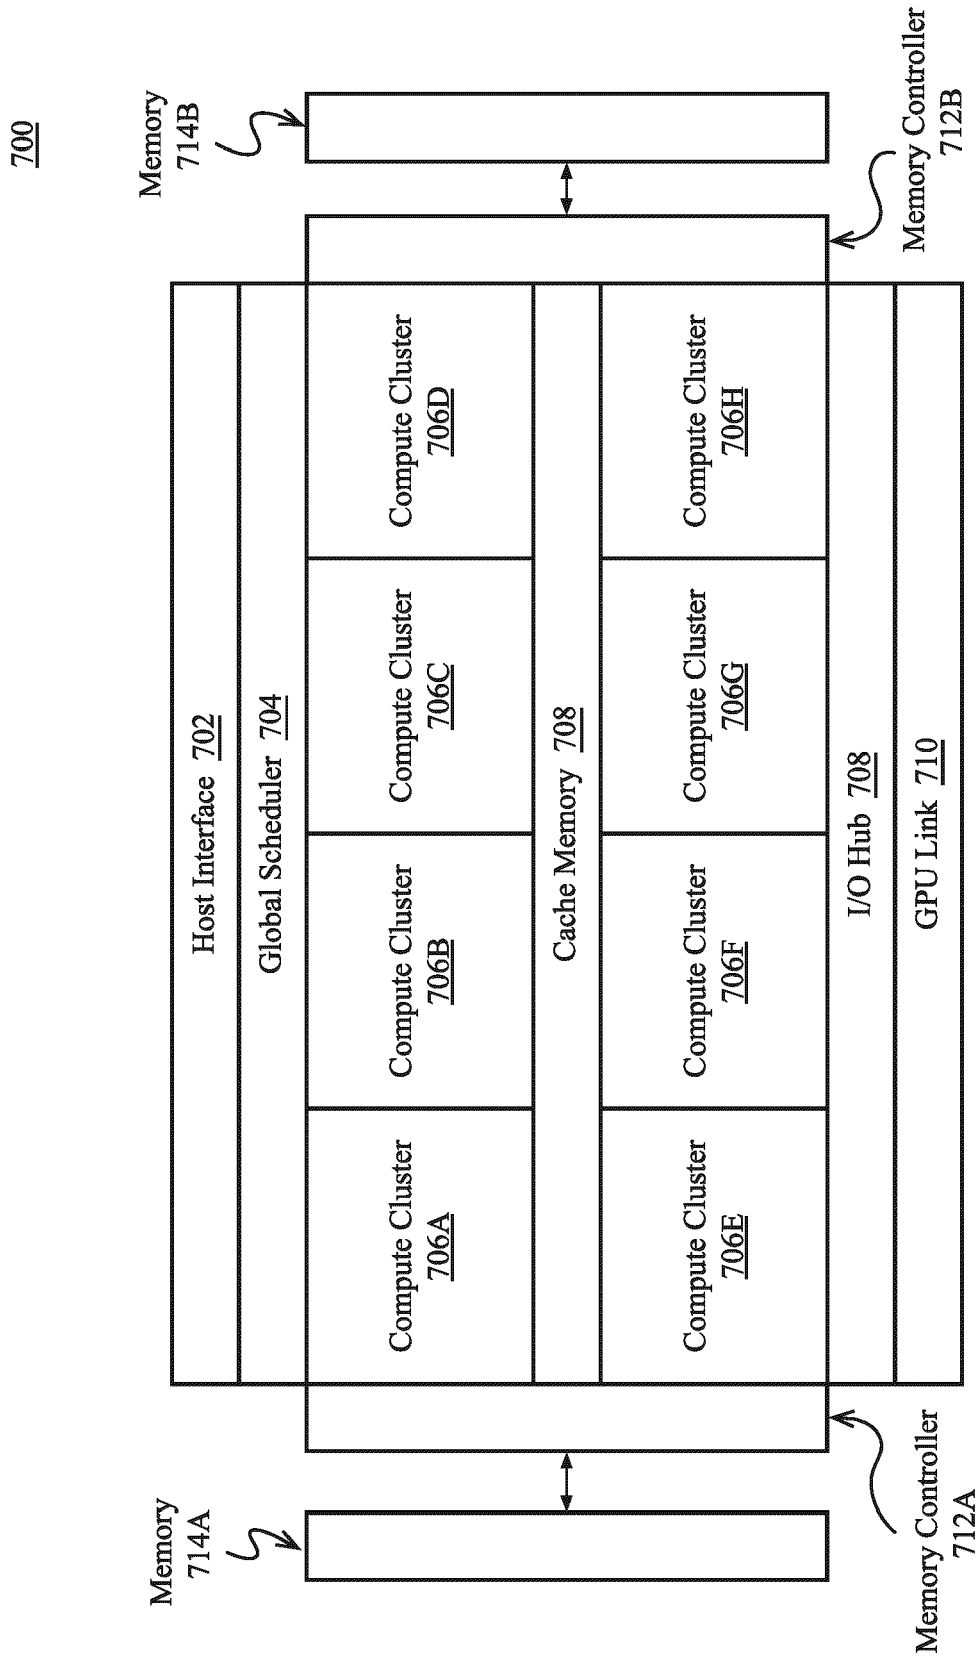 700
Memory
714A
Memory
714B
Host Interface 702
Global Scheduler 704
Compute Cluster
706A
Compute Cluster
706B
Compute Cluster
706C
Compute Cluster
706D
Cache Memory 708
Compute Cluster
706E
Compute Cluster
706F
Compute Cluster
706G
Compute Cluster
706H
I/O Hub 708
GPU Link 710
Memory Controller
712A
Memory Controller
712B